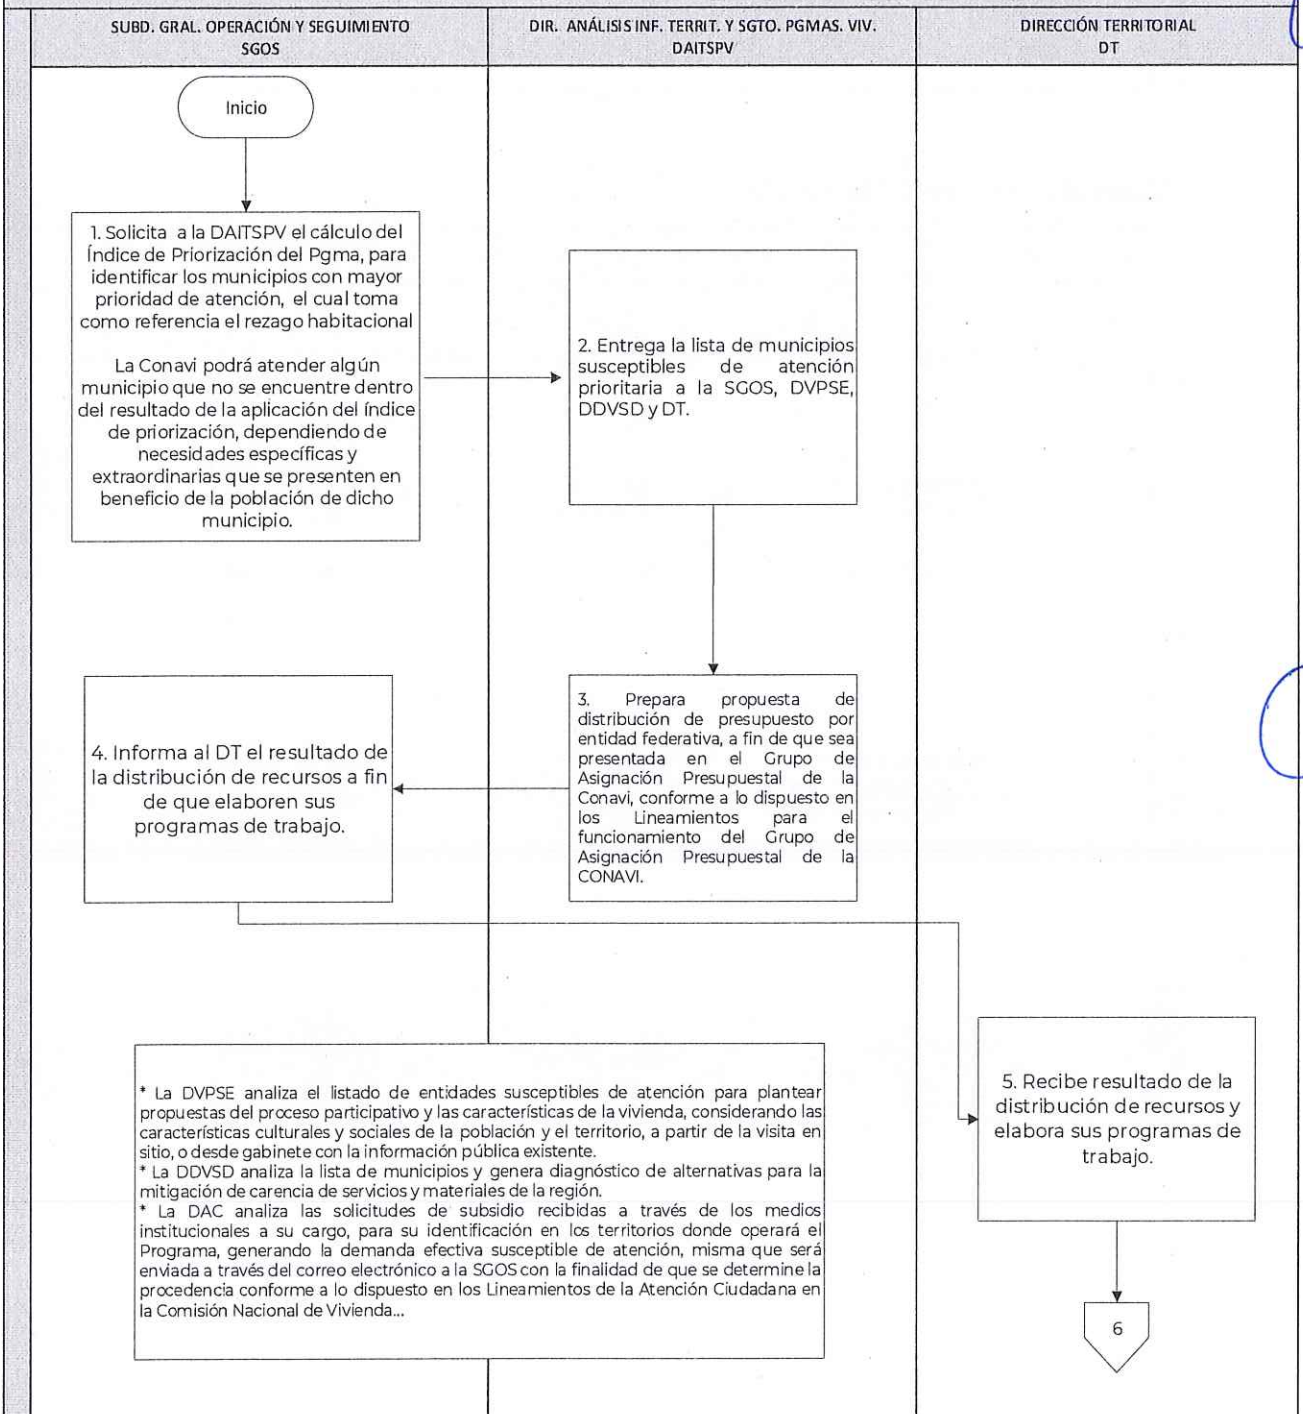 SUBD. GRAL. OPERACIÓN Y SEGUIMIENTO
SGOS
DIR. ANÁLISIS INF. TERRIT. Y SGTO. PGMAS. VIV.
DAITSPV
DIRECCIÓN TERRITORIAL
DT
Inicio
1. Solicita a la DAITSPV el cálculo del
Índice de Priorización del Pgma, para
identificar los municipios con mayor
prioridad de atención, el cual toma
como referencia el rezago habitacional
La Conavi podrá atender algún
municipio que no se encuentre dentro
del resultado de la aplicación del índice
de priorización, dependiendo de
necesidades específicas y
extraordinarias que se presenten en
beneficio de la población de dicho
municipio.
2. Entrega la lista de municipios
susceptibles de atención
prioritaria a la SGOS, DVPSE,
DDVSD y DT.
3. Prepara propuesta de
distribución de presupuesto por
entidad federativa, a fin de que sea
presentada en el Grupo de
Asignación Presupuestal de la
Conavi, conforme a lo dispuesto en
los Lineamientos para el
funcionamiento del Grupo de
Asignación Presupuestal de la
CONAVI.
4. Informa al DT el resultado de
la distribución de recursos a fin
de que elaboren sus
programas de trabajo.
5. Recibe resultado de la
distribución de recursos y
elabora sus programas de
trabajo.
* La DVPSE analiza el listado de entidades susceptibles de atención para plantear
propuestas del proceso participativo y las características de la vivienda, considerando las
características culturales y sociales de la población y el territorio, a partir de la visita en
sitio, o desde gabinete con la información pública existente.
* La DDVSD analiza la lista de municipios y genera diagnóstico de alternativas para la
mitigación de carencia de servicios y materiales de la región.
* La DAC analiza las solicitudes de subsidio recibidas a través de los medios
institucionales a su cargo, para su identificación en los territorios donde operará el
Programa, generando la demanda efectiva susceptible de atención, misma que será
enviada a través del correo electrónico a la SGOS con la finalidad de que se determine la
procedencia conforme a lo dispuesto en los Lineamientos de la Atención Ciudadana en
la Comisión Nacional de Vivienda...
6